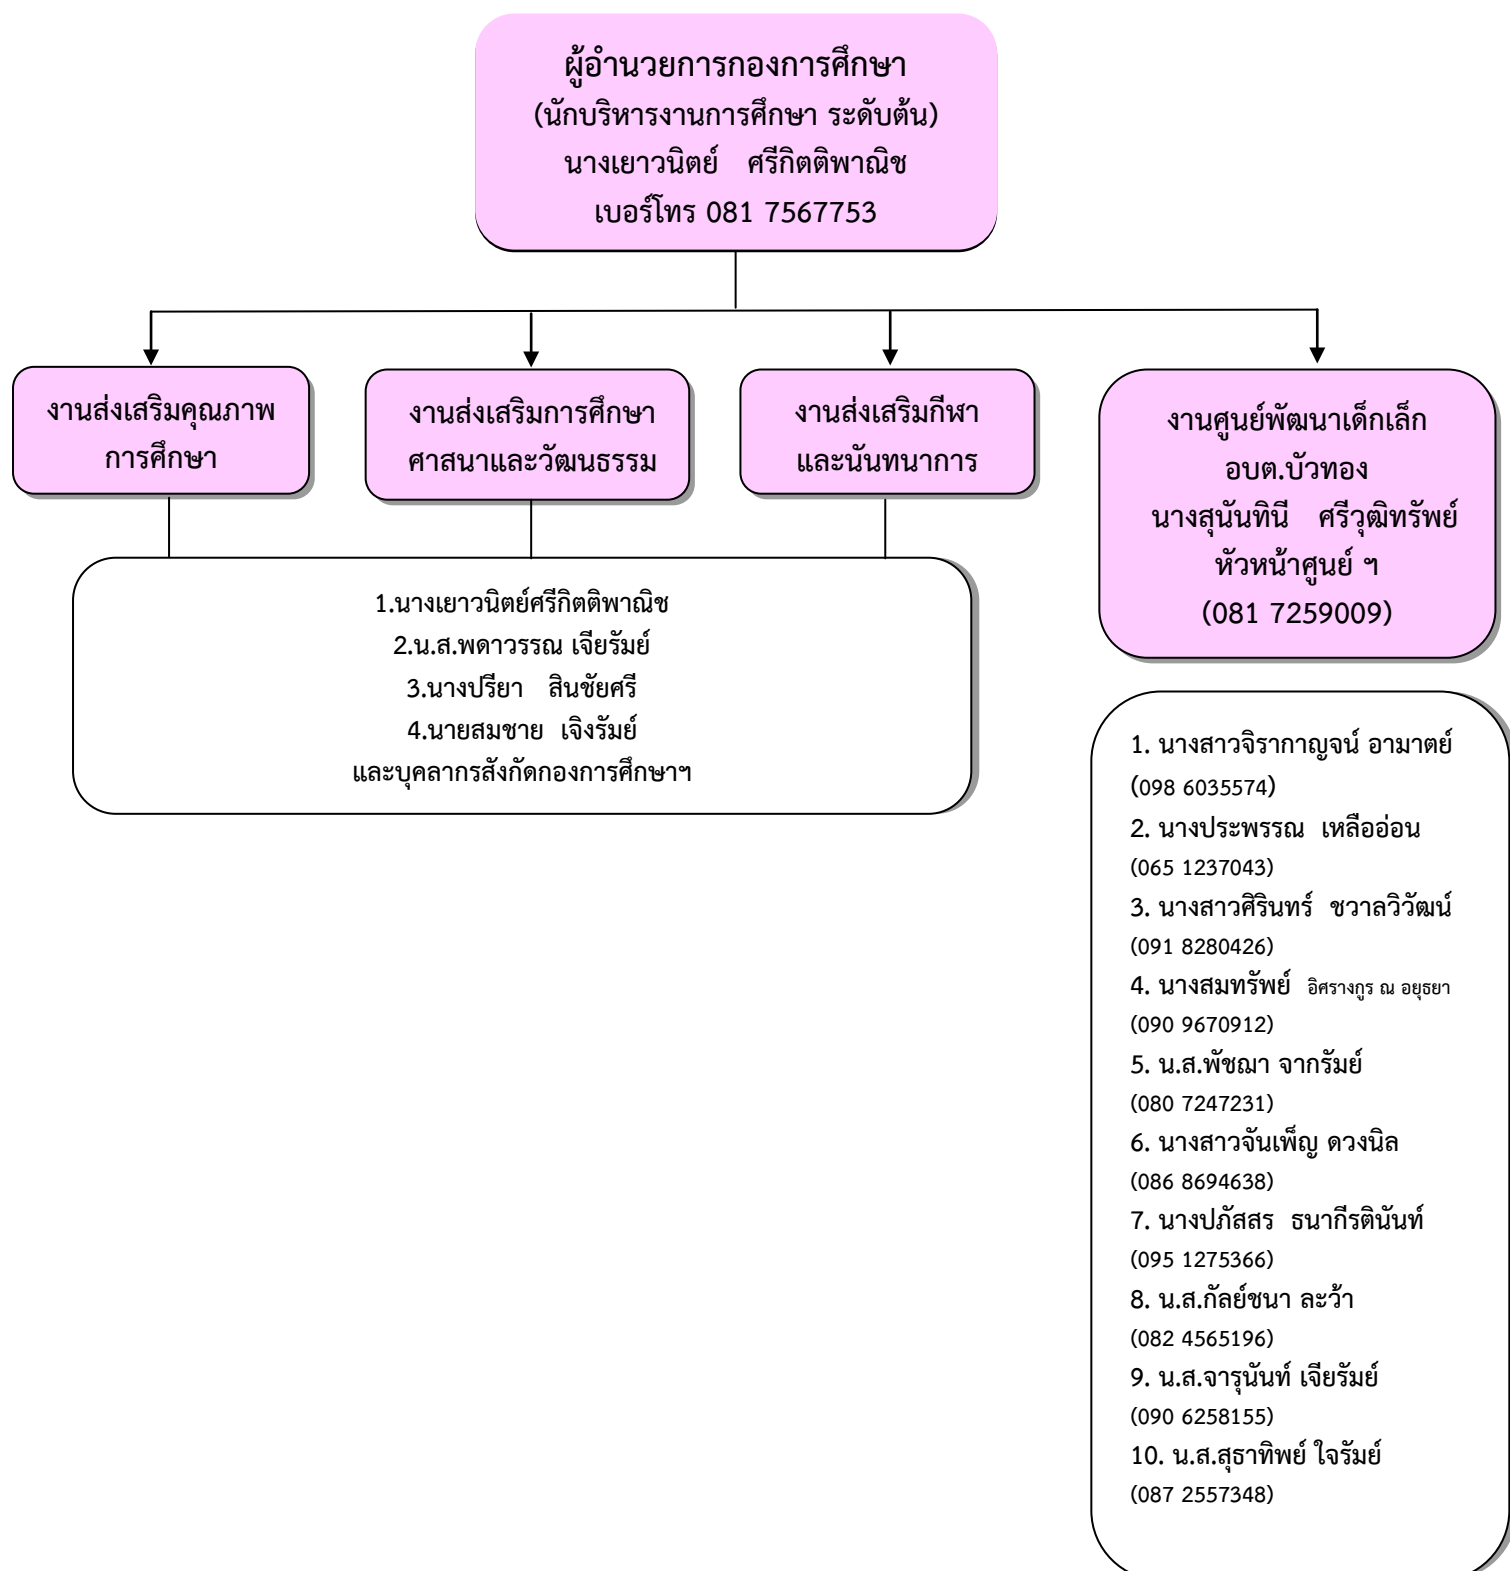 ผู้อำนวยการกองการศึกษา
(นักบริหารงานการศึกษา ระดับต้น)
นางเยาวนิตย์ ศรีกิตติพาณิช
เบอร์โทร 081 7567753
งานส่งเสริมคุณภาพ
การศึกษา
งานส่งเสริมการศึกษา
ศาสนาและวัฒนธรรม
งานส่งเสริมกีฬา
และนันทนาการ
งานศูนย์พัฒนาเด็กเล็ก
อบต.บัวทอง
นางสุนันทินี ศรีวุฒิทรัพย์
หัวหน้าศูนย์ ฯ
(081 7259009)
1.นางเยาวนิตย์ศรีกิตติพาณิช
2.น.ส.พดาวรรณ เจียรัมย์
3.นางปรียา สินชัยศรี
4.นายสมชาย เจิงรัมย์
และบุคลากรสังกัดกองการศึกษาฯ
1. นางสาวจิรากาญจน์ อามาตย์
(098 6035574)
2. นางประพรรณ เหลืออ่อน
(065 1237043)
3. นางสาวศิรินทร์ ชวาลวิวัฒน์
(091 8280426)
4. นางสมทรัพย์ อิศรางกูร ณ อยุธยา
(090 9670912)
5. น.ส.พัชฌา จากรัมย์
(080 7247231)
6. นางสาวจันเพ็ญ ดวงนิล
(086 8694638)
7. นางปภัสสร ธนากีรตินันท์
(095 1275366)
8. น.ส.กัลย์ชนา ละว้า
(082 4565196)
9. น.ส.จารุนันท์ เจียรัมย์
(090 6258155)
10. น.ส.สุธาทิพย์ ใจรัมย์
(087 2557348)